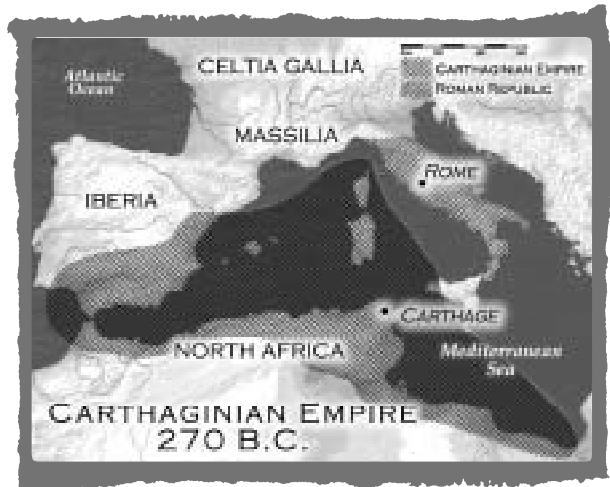 Atlantic
Ocean
CELTIA GALLIA
CARTHAGINIAN EMPIRE
ROMAN REPUBLIC
MASSILIA
ROME
IBERIA
CARTHAGE
NORTH AFRICA
Mediterranean
Sea
CARTHAGINIAN EMPIRE
270 B.C.